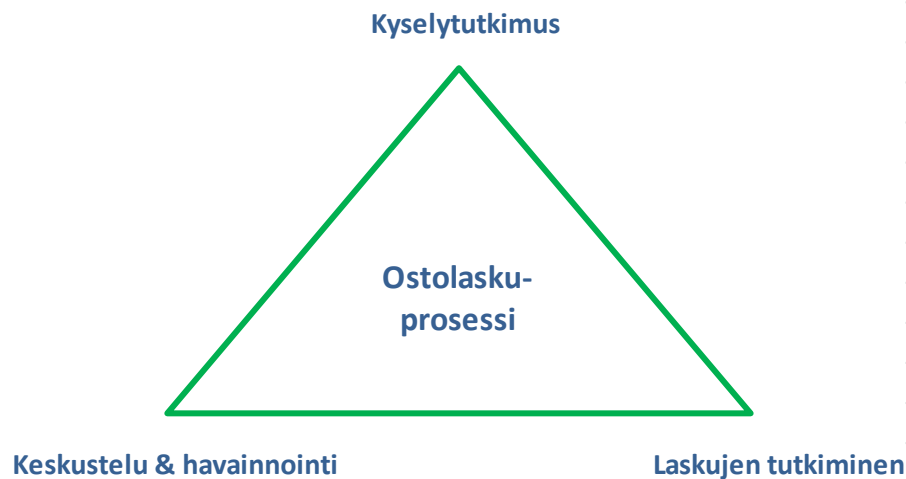 Kyselytutkimus
Ostolasku-
prosessi
Keskustelu & havainnointi
Laskujen tutkiminen